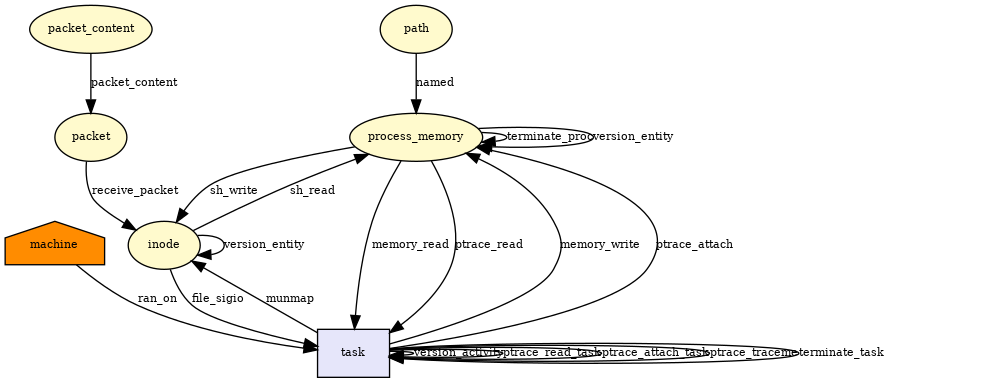 packet_content
path
packet_content
named
packet
process_memory
terminate_proc
version_entity
receive_packet
sh_write
sh_read
machine
inode
version_entity
memory_read
ptrace_read
memory_write
ptrace_attach
ran_on
file_sigio
munmap
task
version_activity
ptrace_read_task
ptrace_attach_task
ptrace_traceme
terminate_task